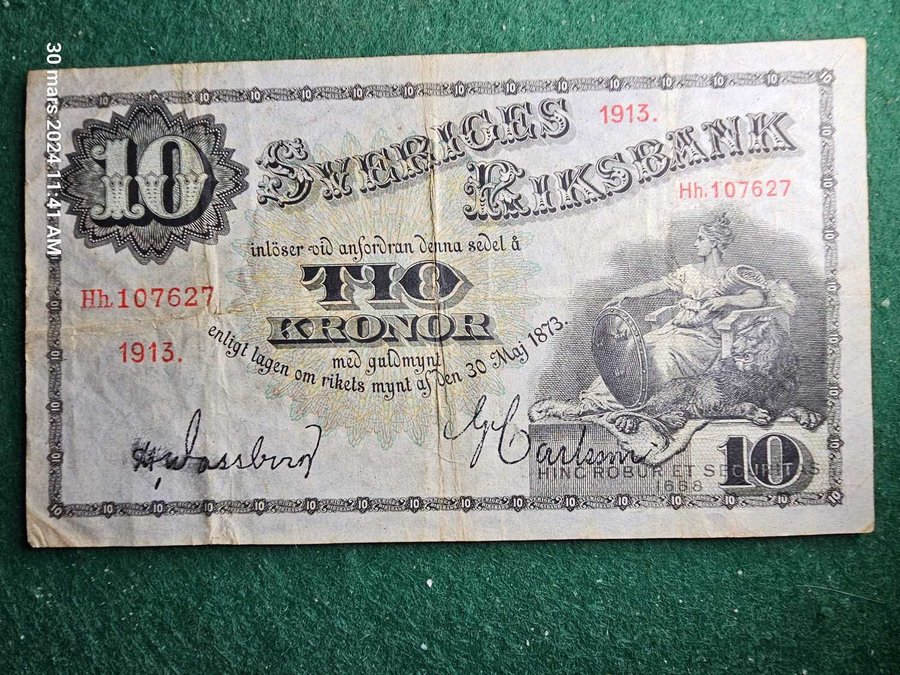 30 mars 2024 11:41 AM
10
SVERIGES
1913.
RIKSBANK
Hh.107627
inlöser vid anfordran denna sedel å
TIO
KRONOR
Hh 107627
1913.
med guldmynt
enligt lagen om rikets mynt af den 30 Maj 1873.
10
HINC ROBUR ET SECURITAS
1668